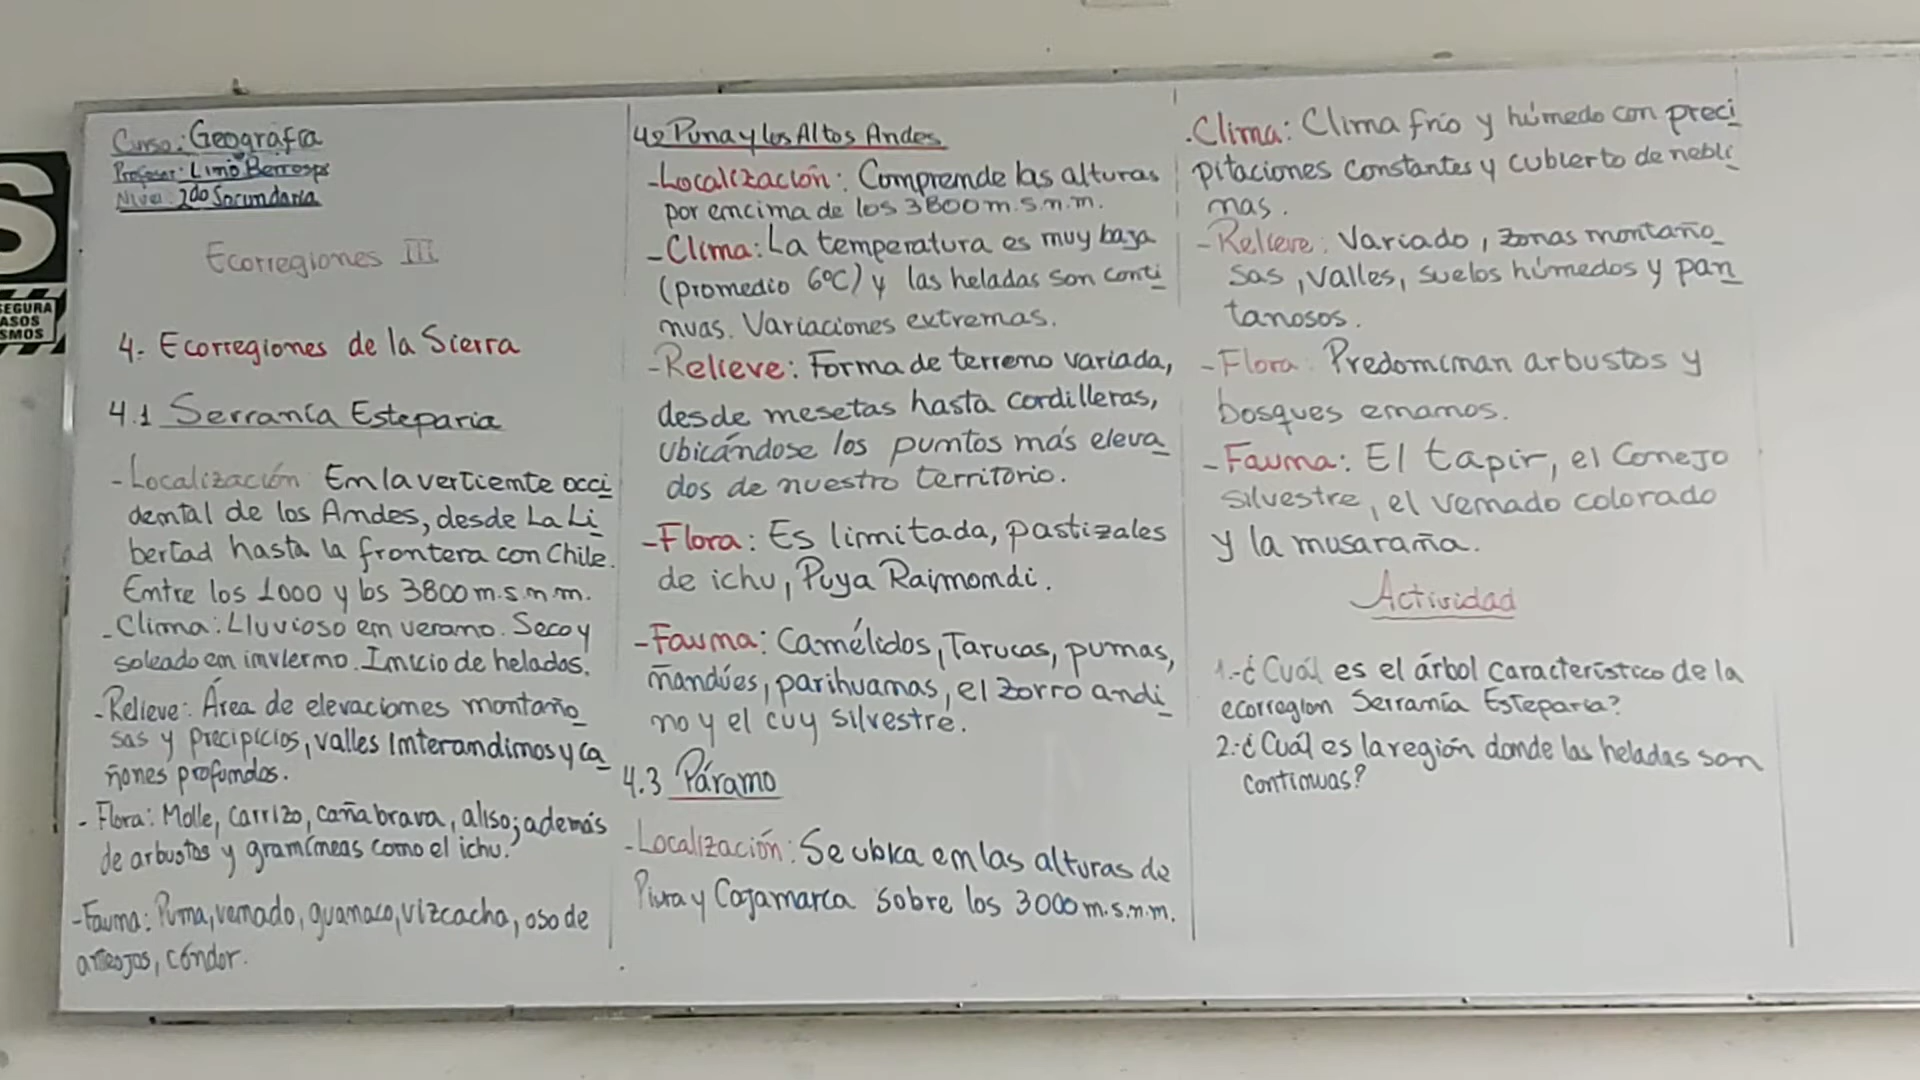 Curso: Geografía
Profesor: Limo Berrospi
Nivel: 2do Secundaria
Ecorregiones III
4. Ecorregiones de la Sierra
4.1 Serranía Esteparia
- Localización: En la vertiente occi
dental de los Andes, desde La Li
bertad hasta la frontera con Chile.
Entre los 1000 y los 3800 m.s.n.m.
- Clima: Lluvioso en verano. Seco y
soleado en invierno. Inicio de heladas.
- Relieve: Área de elevaciones montaño
sas y precipicios, valles interandinos y ca
ñones profundos.
- Flora: Molle, carrizo, caña brava, aliso; además
de arbustos y gramíneas como el ichu.
- Fauna: Puma, venado, guanaco, vizcacha, oso de
anteojos, cóndor.
4.2 Puna y los Altos Andes
- Localización: Comprende las alturas
por encima de los 3800 m.s.n.m.
- Clima: La temperatura es muy baja
(promedio 6°C) y las heladas son conti
nuas. Variaciones extremas.
- Relieve: Forma de terreno variada,
desde mesetas hasta cordilleras,
ubicándose los puntos más eleva
dos de nuestro territorio.
- Flora: Es limitada, pastizales
de ichu, Puya Raimondi.
- Fauna: Camélidos, Tarucas, pumas,
ñandúes, parihuanas, el zorro andi
no y el cuy silvestre.
4.3 Páramo
- Localización: Se ubica en las alturas de
Piura y Cajamarca sobre los 3000 m.s.n.m.
. Clima: Clima frío y húmedo con preci
pitaciones constantes y cubierto de nebli
nas.
- Relieve: Variado, zonas montaño
sas, valles, suelos húmedos y pan
tanosos.
- Flora: Predominan arbustos y
bosques enanos.
- Fauna: El tapir, el conejo
silvestre, el venado colorado
y la musaraña.
Actividad
1.- ¿Cuál es el árbol característico de la
ecorregion Serranía Esteparia?
2.- ¿Cuál es la región donde las heladas son
continuas?
S
SEGURA
ASOS
SMOS